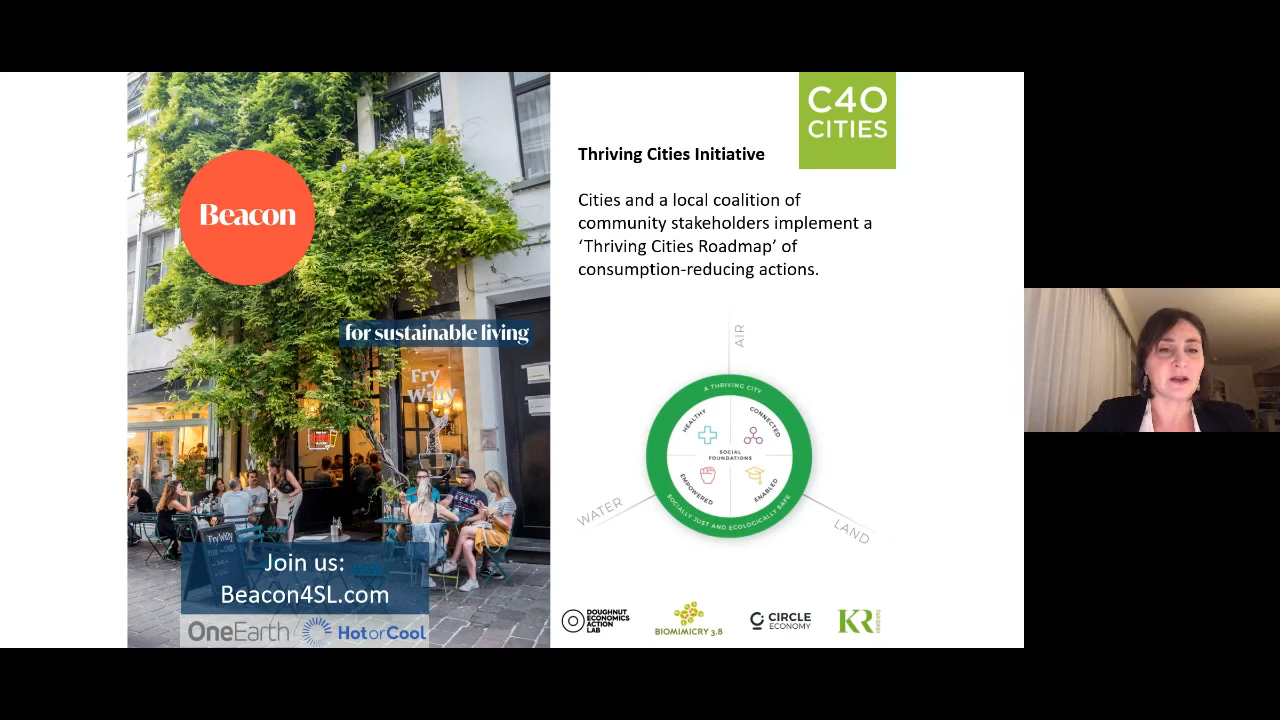 Beacon
for sustainable living
Fry
Willy
Fry Willy
Join us:
Beacon4SL.com
OneEarth
HotorCool
C40
CITIES
Thriving Cities Initiative
Cities and a local coalition of
community stakeholders implement a
‘Thriving Cities Roadmap’ of
consumption-reducing actions.
AIR
A THRIVING CITY
HEALTHY
CONNECTED
SOCIAL
FOUNDATIONS
EMPOWERED
ENABLED
SOCIALLY JUST AND ECOLOGICALLY SAFE
WATER
LAND
DOUGHNUT
ECONOMICS
ACTION
LAB
BIOMIMICRY 3.8
CIRCLE
ECONOMY
KR